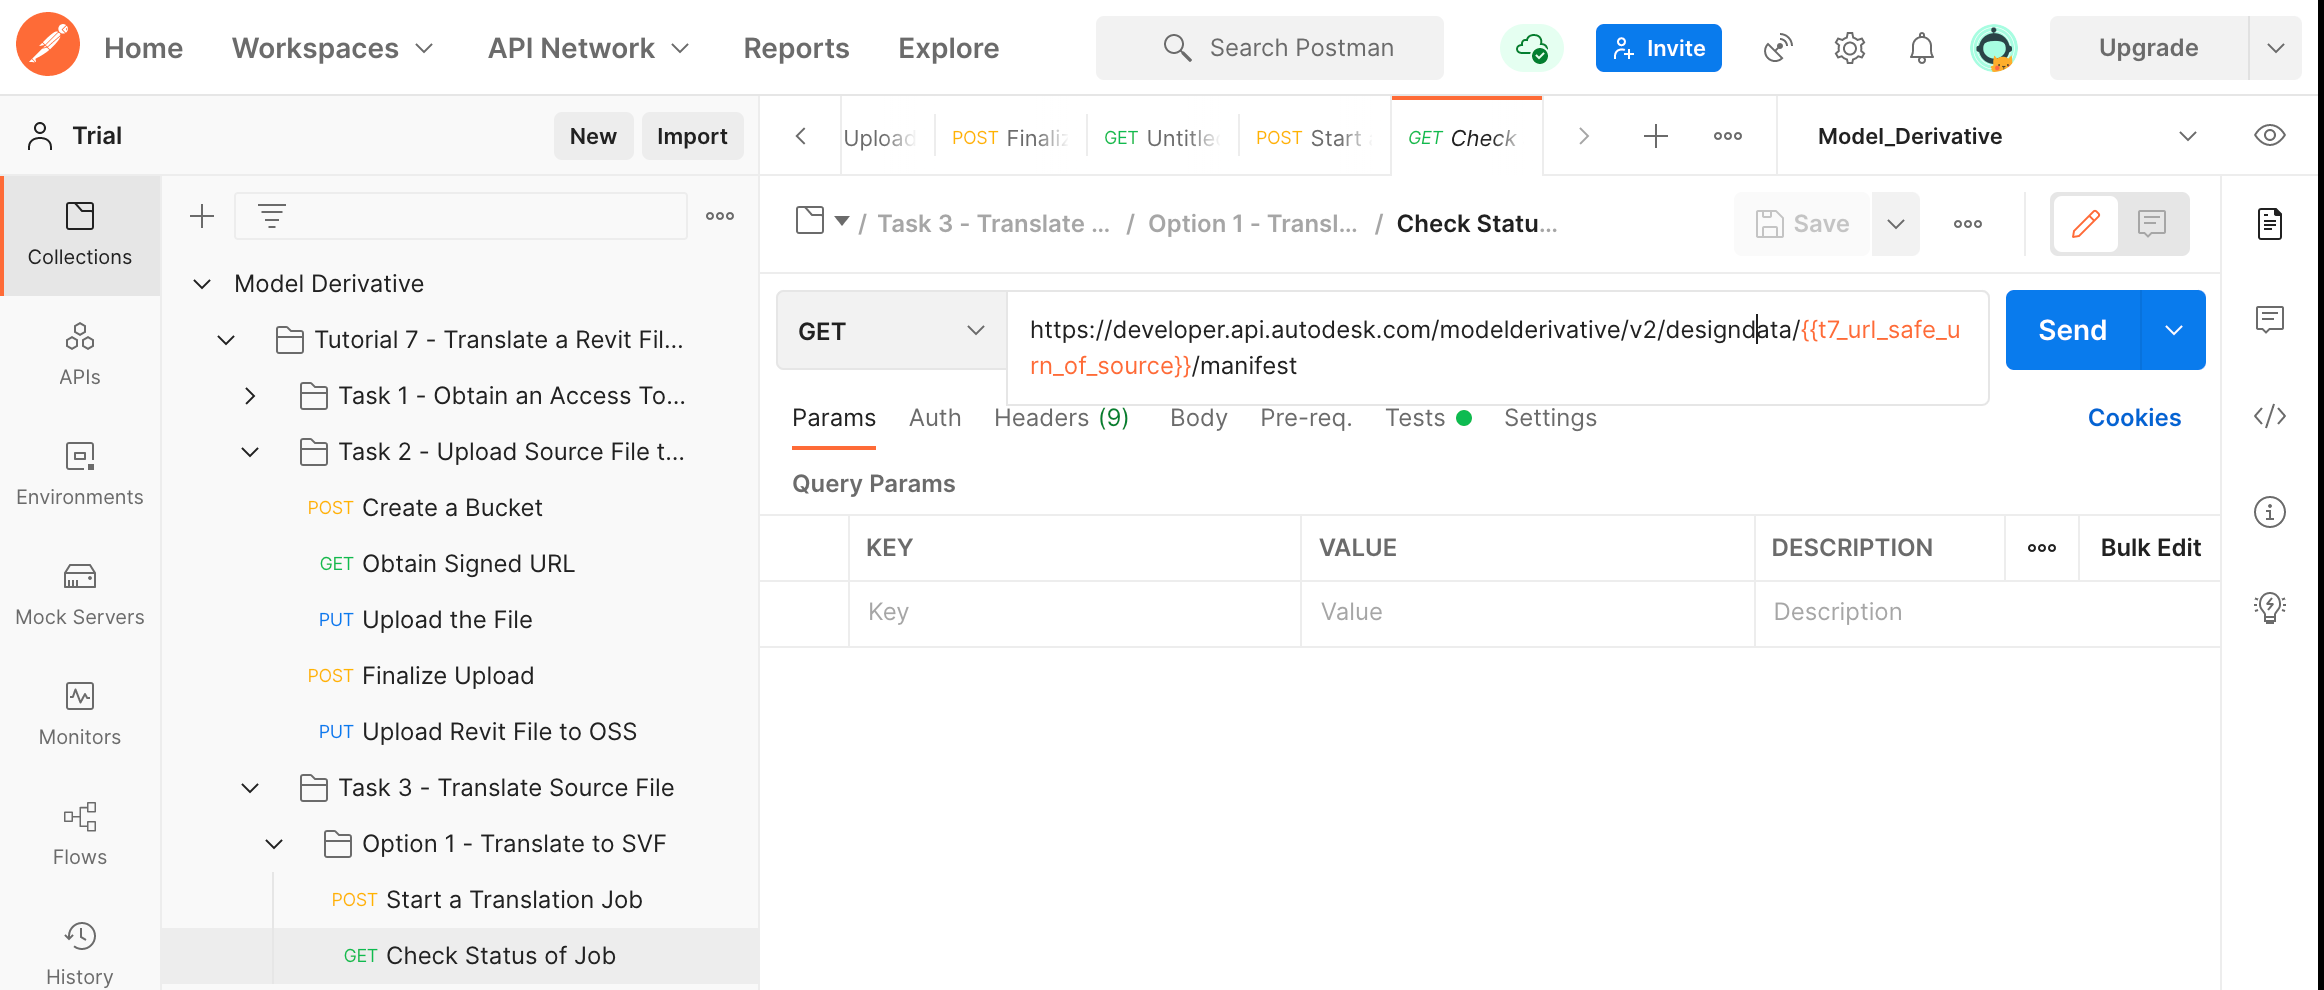 Home Workspaces API Network Reports Explore Search Postman Invite Upgrade
Trial New Import
Upload POST Finaliz GET Untitle POST Start GET Check Model_Derivative
Collections
APIs
Environments
Mock Servers
Monitors
Flows
History
Model Derivative
Tutorial 7 - Translate a Revit Fil...
Task 1 - Obtain an Access To...
Task 2 - Upload Source File t...
POST Create a Bucket
GET Obtain Signed URL
PUT Upload the File
POST Finalize Upload
PUT Upload Revit File to OSS
Task 3 - Translate Source File
Option 1 - Translate to SVF
POST Start a Translation Job
GET Check Status of Job
/ Task 3 - Translate ... / Option 1 - Transl... / Check Statu... Save
GET https://developer.api.autodesk.com/modelderivative/v2/designdata/{{t7_url_safe_u
rn_of_source}}/manifest
Send
Params Auth Headers (9) Body Pre-req. Tests Settings Cookies
Query Params
KEY VALUE DESCRIPTION Bulk Edit
Key Value Description